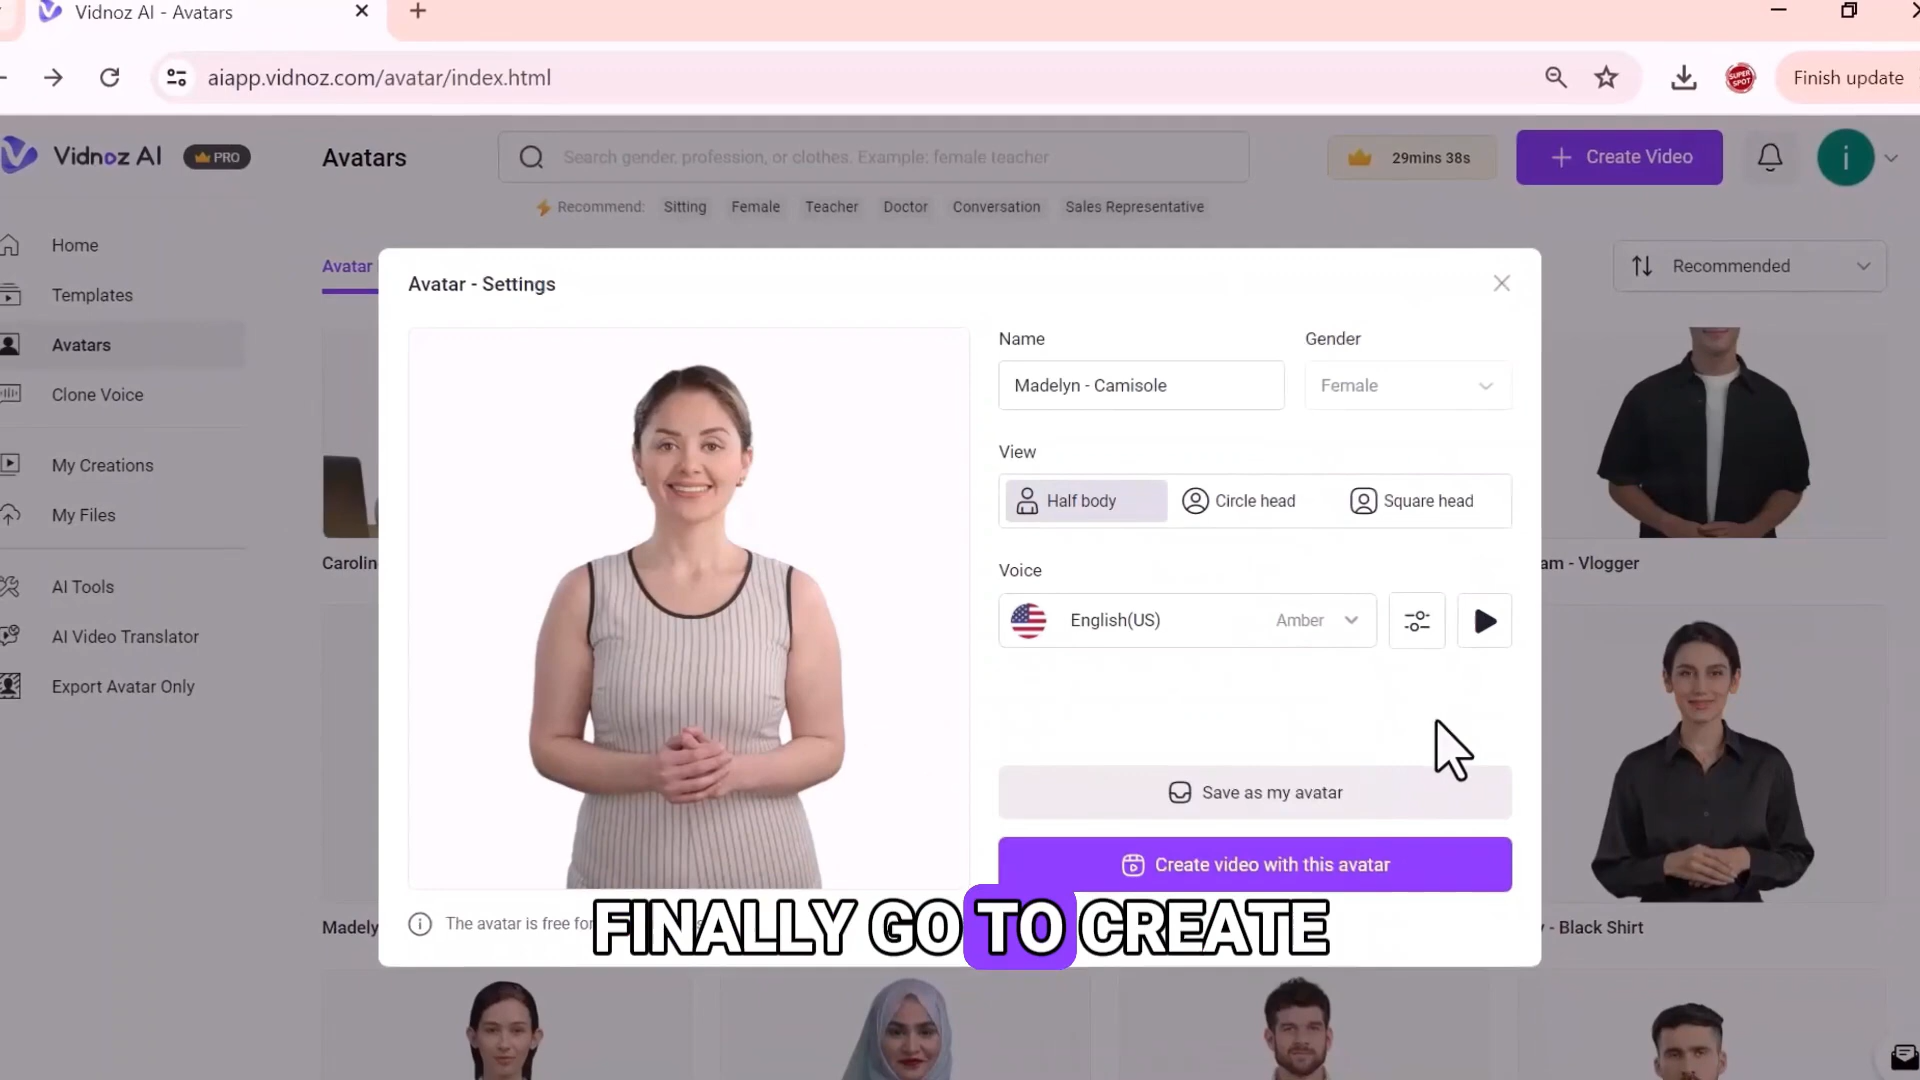 Vidnoz AI - Avatars
aiapp.vidnoz.com/avatar/index.html
SUPER SPOT
Finish update
Vidnoz AI
PRO
Avatars
Search gender, profession, or clothes. Example: female teacher
29mins 38s
Create Video
i
Recommend: Sitting Female Teacher Doctor Conversation Sales Representative
Home
Templates
Avatars
Clone Voice
My Creations
My Files
AI Tools
AI Video Translator
Export Avatar Only
Avatar
Recommended
Avatar - Settings
Name
Gender
Madelyn - Camisole
Female
View
Half body
Circle head
Square head
Voice
English(US)
Amber
Save as my avatar
Create video with this avatar
The avatar is free for
FINALLY GO TO CREATE
Carolin
am - Vlogger
Madely
- Black Shirt